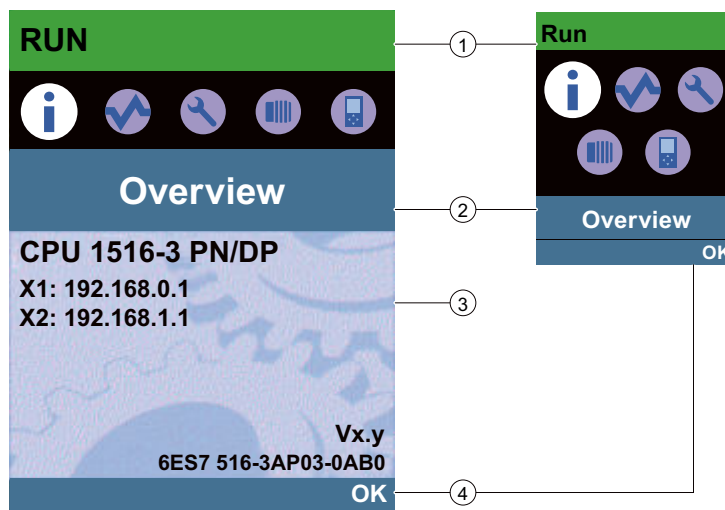 RUN
Overview
CPU 1516-3 PN/DP
X1: 192.168.0.1
X2: 192.168.1.1
Vx.y
6ES7 516-3AP03-0AB0
OK
1
2
3
4
Run
Overview
OK